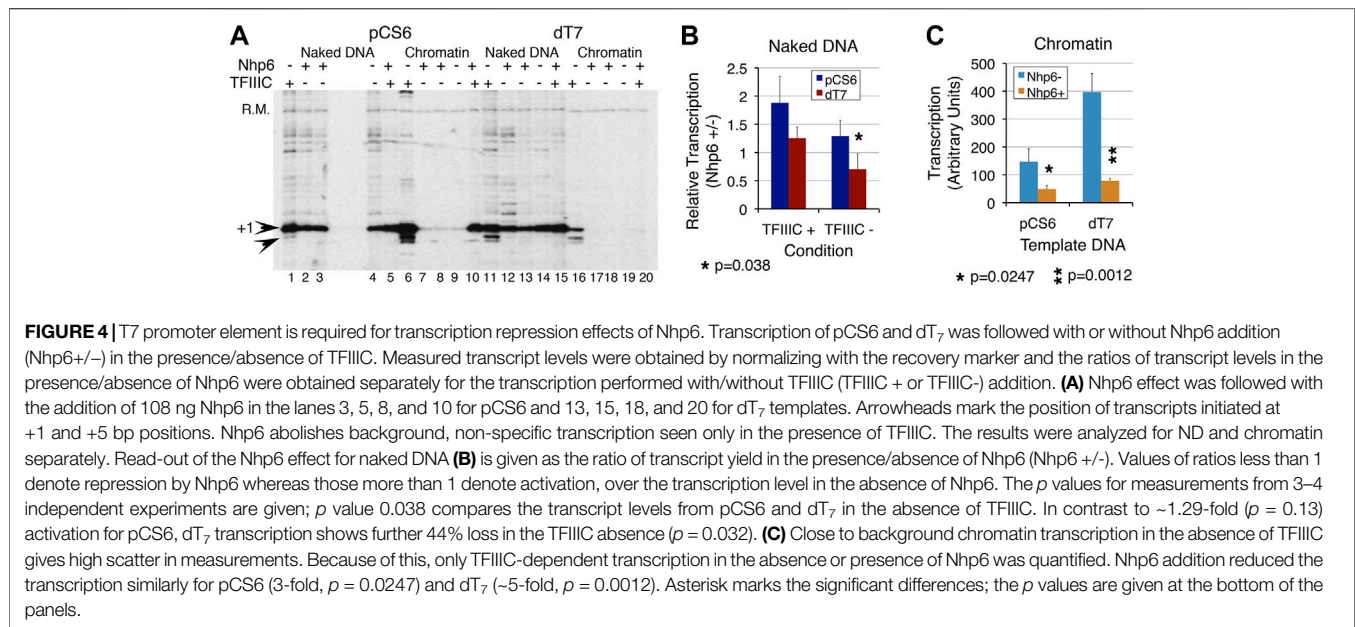 A
pCS6
dT7
Naked DNA
Chromatin
Naked DNA
Chromatin
Nhp6 - + + - + - + + - + - + + - + - + + - +
TFIIIC + - - - + + - - - + + - - - + + - - - +
R.M.
+1
1 2 3 4 5 6 7 8 9 10 11 12 13 14 15 16 17 18 19 20
B
Naked DNA
Relative Transcription
(Nhp6 +/-)
2.5
2
1.5
1
0.5
0
pCS6
dT7
*
TFIIIC +
TFIIIC -
Condition
* p=0.038
C
Chromatin
Transcription
(Arbitrary Units)
500
400
300
200
100
0
Nhp6-
Nhp6+
*
**
pCS6
dT7
Template DNA
* p=0.0247
** p=0.0012
FIGURE 4 | T7 promoter element is required for transcription repression effects of Nhp6. Transcription of pCS6 and dT7 was followed with or without Nhp6 addition
(Nhp6+/−) in the presence/absence of TFIIIC. Measured transcript levels were obtained by normalizing with the recovery marker and the ratios of transcript levels in the
presence/absence of Nhp6 were obtained separately for the transcription performed with/without TFIIIC (TFIIIC + or TFIIIC-) addition. (A) Nhp6 effect was followed with
the addition of 108 ng Nhp6 in the lanes 3, 5, 8, and 10 for pCS6 and 13, 15, 18, and 20 for dT7 templates. Arrowheads mark the position of transcripts initiated at
+1 and +5 bp positions. Nhp6 abolishes background, non-specific transcription seen only in the presence of TFIIIC. The results were analyzed for ND and chromatin
separately. Read-out of the Nhp6 effect for naked DNA (B) is given as the ratio of transcript yield in the presence/absence of Nhp6 (Nhp6 +/-). Values of ratios less than 1
denote repression by Nhp6 whereas those more than 1 denote activation, over the transcription level in the absence of Nhp6. The p values for measurements from 3–4
independent experiments are given; p value 0.038 compares the transcript levels from pCS6 and dT7 in the absence of TFIIIC. In contrast to ~1.29-fold (p = 0.13)
activation for pCS6, dT7 transcription shows further 44% loss in the TFIIIC absence (p = 0.032). (C) Close to background chromatin transcription in the absence of TFIIIC
gives high scatter in measurements. Because of this, only TFIIIC-dependent transcription in the absence or presence of Nhp6 was quantified. Nhp6 addition reduced the
transcription similarly for pCS6 (3-fold, p = 0.0247) and dT7 (~5-fold, p = 0.0012). Asterisk marks the significant differences; the p values are given at the bottom of the
panels.